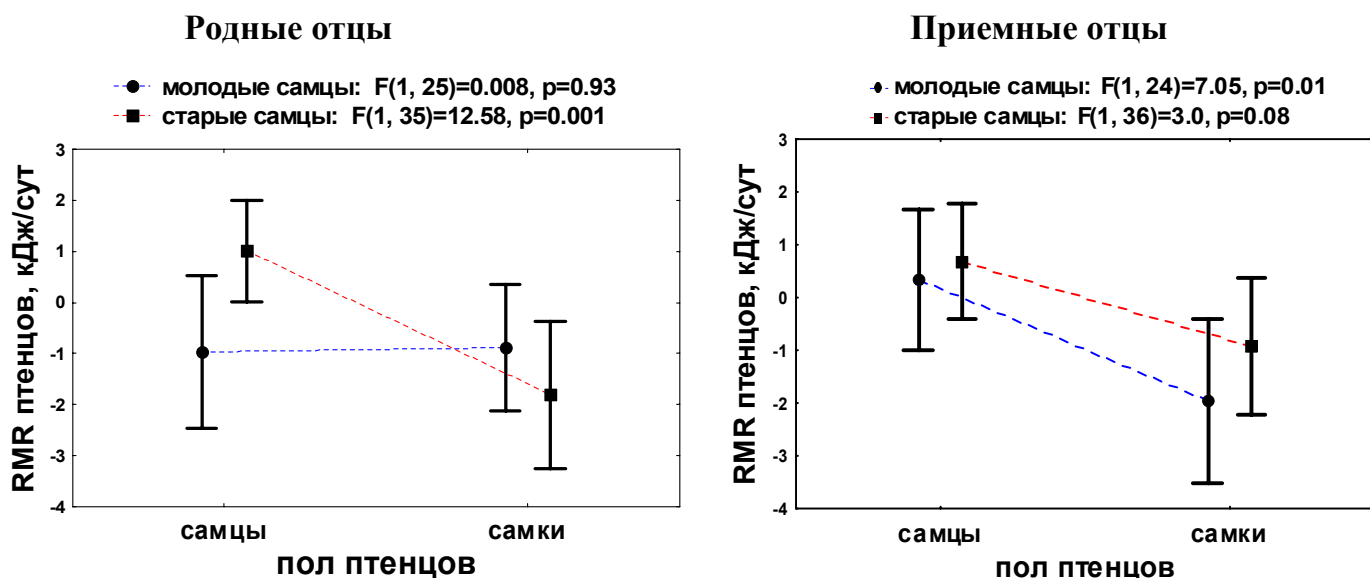 Родные отцы
молодые самцы: F(1, 25)=0.008, p=0.93
старые самцы: F(1, 35)=12.58, p=0.001
3
2
1
0
-1
-2
-3
-4
RMR птенцов, кДж/сут
самцы самки
пол птенцов
Приемные отцы
молодые самцы: F(1, 24)=7.05, p=0.01
старые самцы: F(1, 36)=3.0, p=0.08
3
2
1
0
-1
-2
-3
-4
RMR птенцов, кДж/сут
самцы самки
пол птенцов